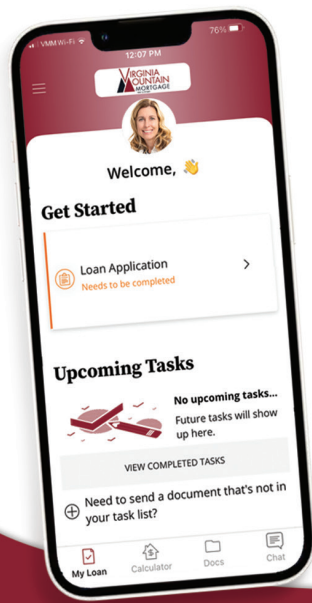 VMM Wi-Fi
76%
12:07 PM
VIRGINIA
MOUNTAIN
MORTGAGE
Welcome, 👋
Get Started
Loan Application
Needs to be completed
Upcoming Tasks
No upcoming tasks...
Future tasks will show
up here.
VIEW COMPLETED TASKS
Need to send a document that's not in
your task list?
My Loan
Calculator
Docs
Chat